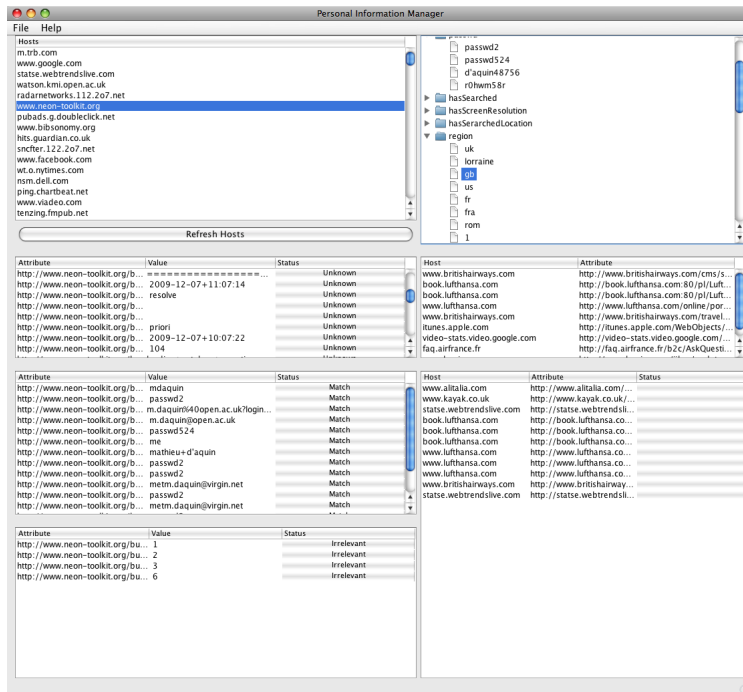 Personal Information Manager
File Help
Hosts
m.trb.com
www.google.com
statse.webtrendslive.com
watson.kmi.open.ac.uk
radarnetworks.112.2o7.net
www.neon-toolkit.org
pubads.g.doubleclick.net
www.bibsonomy.org
hits.guardian.co.uk
sncfter.122.2o7.net
www.facebook.com
wt.o.nytimes.com
nsm.dell.com
ping.chartbeat.net
www.viadeo.com
tenzing.fmpub.net
Refresh Hosts
passwd2
passwd524
d'aquin48756
r0hwm58r
hasSearched
hasScreenResolution
hasSerarchedLocation
region
uk
lorraine
gb
us
fr
fra
rom
1
Attribute Value Status
http://www.neon-toolkit.org/b... ================... Unknown
http://www.neon-toolkit.org/b... 2009-12-07+11:07:14 Unknown
http://www.neon-toolkit.org/b... resolve Unknown
http://www.neon-toolkit.org/b... Unknown
http://www.neon-toolkit.org/b... Unknown
http://www.neon-toolkit.org/b... priori Unknown
http://www.neon-toolkit.org/b... 2009-12-07+10:07:22 Unknown
http://www.neon-toolkit.org/b... 104 Unknown
Host Attribute
www.britishairways.com http://www.britishairways.com/cms/s...
book.lufthansa.com http://book.lufthansa.com:80/pl/Luft...
book.lufthansa.com http://book.lufthansa.com:80/pl/Luft...
www.lufthansa.com http://www.lufthansa.com/online/por...
www.britishairways.com http://www.britishairways.com/travel...
itunes.apple.com http://itunes.apple.com/WebObjects/...
video-stats.video.google.com http://video-stats.video.google.com/...
faq.airfrance.fr http://faq.airfrance.fr/b2c/AskQuesti...
Attribute Value Status
http://www.neon-toolkit.org/b... mdaquin Match
http://www.neon-toolkit.org/b... passwd2 Match
http://www.neon-toolkit.org/b... m.daquin%40open.ac.uk?login... Match
http://www.neon-toolkit.org/b... m.daquin@open.ac.uk Match
http://www.neon-toolkit.org/b... passwd524 Match
http://www.neon-toolkit.org/b... me Match
http://www.neon-toolkit.org/b... mathieu+d'aquin Match
http://www.neon-toolkit.org/b... passwd2 Match
http://www.neon-toolkit.org/b... passwd2 Match
http://www.neon-toolkit.org/b... metm.daquin@virgin.net Match
http://www.neon-toolkit.org/b... passwd2 Match
http://www.neon-toolkit.org/b... metm.daquin@virgin.net Match
Host Attribute Status
www.alitalia.com http://www.alitalia.com/...
www.kayak.co.uk http://www.kayak.co.uk/...
statse.webtrendslive.com http://statse.webtrendsli...
book.lufthansa.com http://book.lufthansa.co...
book.lufthansa.com http://book.lufthansa.co...
book.lufthansa.com http://book.lufthansa.co...
www.lufthansa.com http://www.lufthansa.co...
www.lufthansa.com http://www.lufthansa.co...
www.lufthansa.com http://www.lufthansa.co...
www.britishairways.com http://www.britishairway...
statse.webtrendslive.com http://statse.webtrendsli...
Attribute Value Status
http://www.neon-toolkit.org/bu... 1 Irrelevant
http://www.neon-toolkit.org/bu... 2 Irrelevant
http://www.neon-toolkit.org/bu... 3 Irrelevant
http://www.neon-toolkit.org/bu... 6 Irrelevant